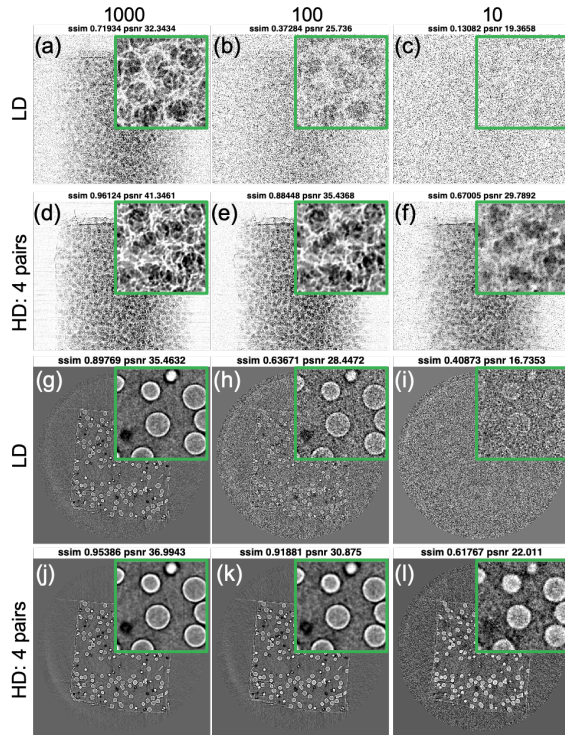 1000 100 10
ssim 0.71934 psnr 32.3434 ssim 0.37284 psnr 25.736 ssim 0.13082 psnr 19.3658
(a) (b) (c)
LD
ssim 0.96124 psnr 41.3461 ssim 0.88448 psnr 35.4368 ssim 0.67005 psnr 29.7892
(d) (e) (f)
HD: 4 pairs
ssim 0.89769 psnr 35.4632 ssim 0.63671 psnr 28.4472 ssim 0.40873 psnr 16.7353
(g) (h) (i)
LD
ssim 0.95386 psnr 36.9943 ssim 0.91881 psnr 30.875 ssim 0.61767 psnr 22.011
(j) (k) (l)
HD: 4 pairs